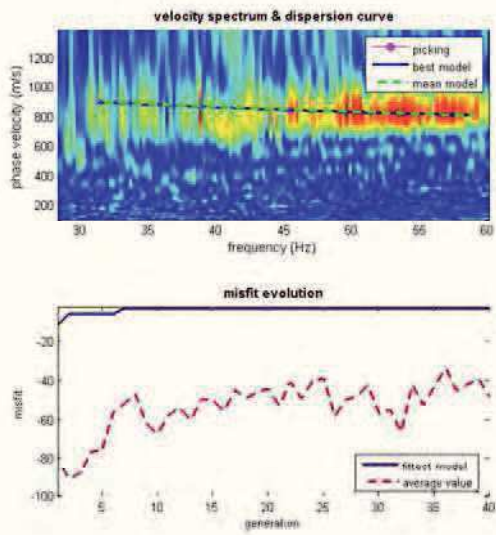 velocity spectrum & dispersion curve
phase velocity (m/s)
1200
1000
800
600
400
200
picking
best model
mean model
30 35 40 45 50 55 60
frequency (Hz)
misfit evolution
misfit
-20
-40
-60
-80
-100
fittest model
average value
5 10 15 20 25 30 35 40
generation